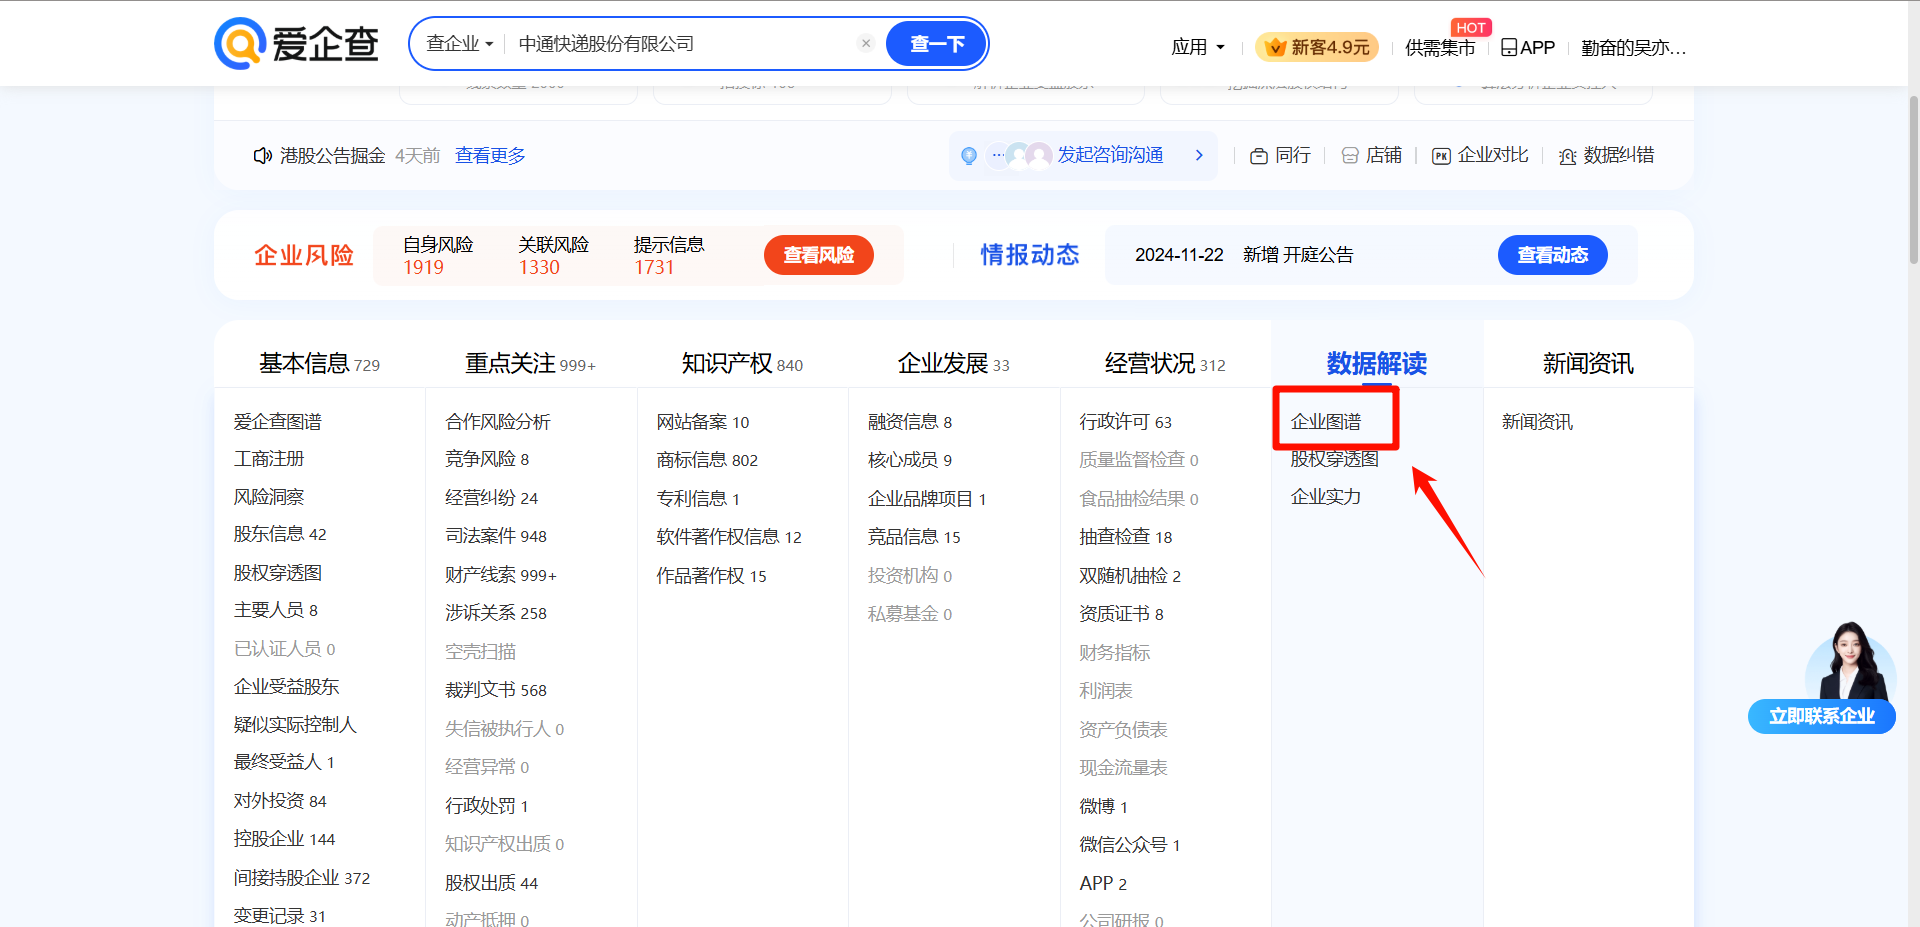 爱企查
查企业
中通快递股份有限公司
查一下
应用
新客4.9元
HOT
供需集市
APP
勤奋的吴亦...
港股公告掘金 4天前 查看更多
发起咨询沟通
同行
店铺
PK 企业对比
数据纠错
企业风险
自身风险 关联风险 提示信息
1919 1330 1731
查看风险
情报动态
2024-11-22 新增 开庭公告
查看动态
基本信息 729
爱企查图谱
工商注册
风险洞察
股东信息 42
股权穿透图
主要人员 8
已认证人员 0
企业受益股东
疑似实际控制人
最终受益人 1
对外投资 84
控股企业 144
间接持股企业 372
变更记录 31
重点关注 999+
合作风险分析
竞争风险 8
经营纠纷 24
司法案件 948
财产线索 999+
涉诉关系 258
空壳扫描
裁判文书 568
失信被执行人 0
经营异常 0
行政处罚 1
知识产权出质 0
股权出质 44
动产抵押 0
知识产权 840
网站备案 10
商标信息 802
专利信息 1
软件著作权信息 12
作品著作权 15
企业发展 33
融资信息 8
核心成员 9
企业品牌项目 1
竞品信息 15
投资机构 0
私募基金 0
经营状况 312
行政许可 63
质量监督检查 0
食品抽检结果 0
抽查检查 18
双随机抽检 2
资质证书 8
财务指标
利润表
资产负债表
现金流量表
微博 1
微信公众号 1
APP 2
公司研报 0
数据解读
企业图谱
股权穿透图
企业实力
新闻资讯
新闻资讯
立即联系企业